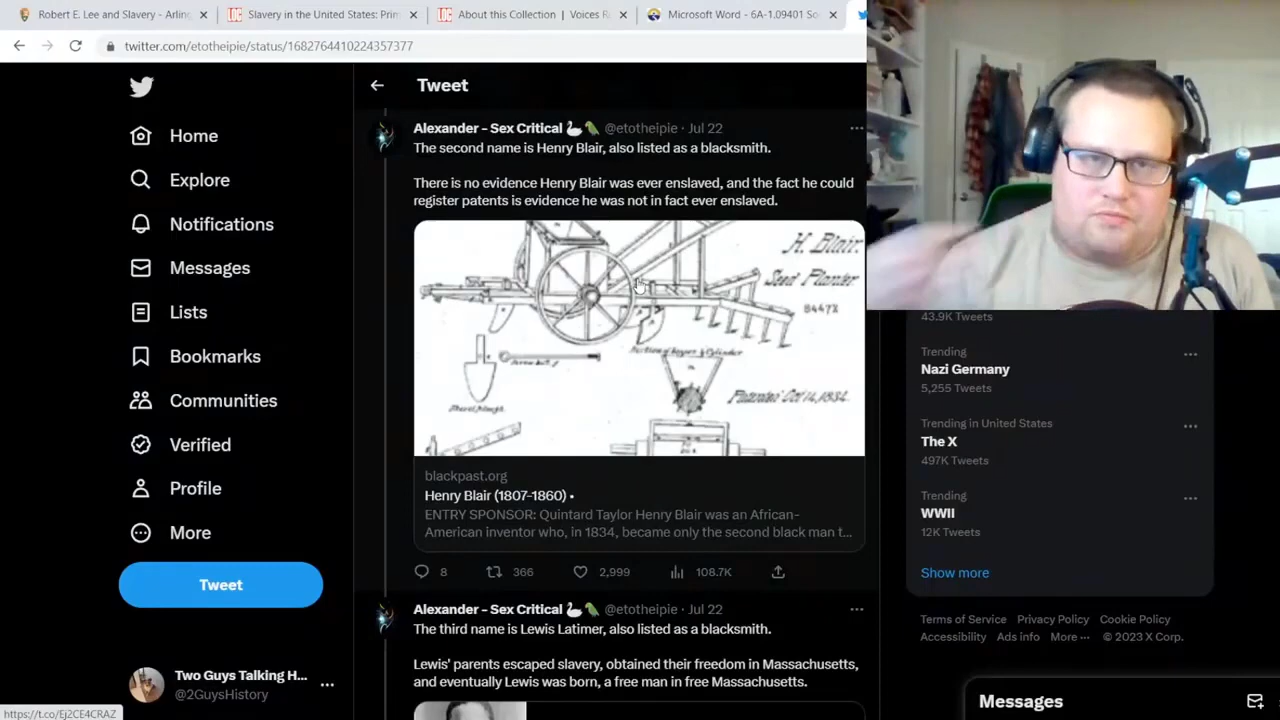 Robert E. Lee and Slavery - Arling
Slavery in the United States: Prim
About this Collection | Voices R
Microsoft Word - 6A-1.09401 So
twitter.com/etotheipie/status/1682764410224357377
Tweet
Home
Explore
Notifications
Messages
Lists
Bookmarks
Communities
Verified
Profile
More
Tweet
Two Guys Talking H...
@2GuysHistory
https://t.co/Ej2CE4CRAZ
Alexander - Sex Critical 🦢🦜 @etotheipie · Jul 22
The second name is Henry Blair, also listed as a blacksmith.
There is no evidence Henry Blair was ever enslaved, and the fact he could
register patents is evidence he was not in fact ever enslaved.
H. Blair.
Seed Planter
8447X
Patented Oct 14, 1834.
blackpast.org
Henry Blair (1807-1860) •
ENTRY SPONSOR: Quintard Taylor Henry Blair was an African-
American inventor who, in 1834, became only the second black man t...
8
366
2,999
108.7K
Alexander - Sex Critical 🦢🦜 @etotheipie · Jul 22
The third name is Lewis Latimer, also listed as a blacksmith.
Lewis' parents escaped slavery, obtained their freedom in Massachusetts,
and eventually Lewis was born, a free man in free Massachusetts.
43.9K Tweets
Trending
Nazi Germany
5,255 Tweets
Trending in United States
The X
497K Tweets
Trending
WWII
12K Tweets
Show more
Terms of Service Privacy Policy Cookie Policy
Accessibility Ads info More ··· © 2023 X Corp.
Messages